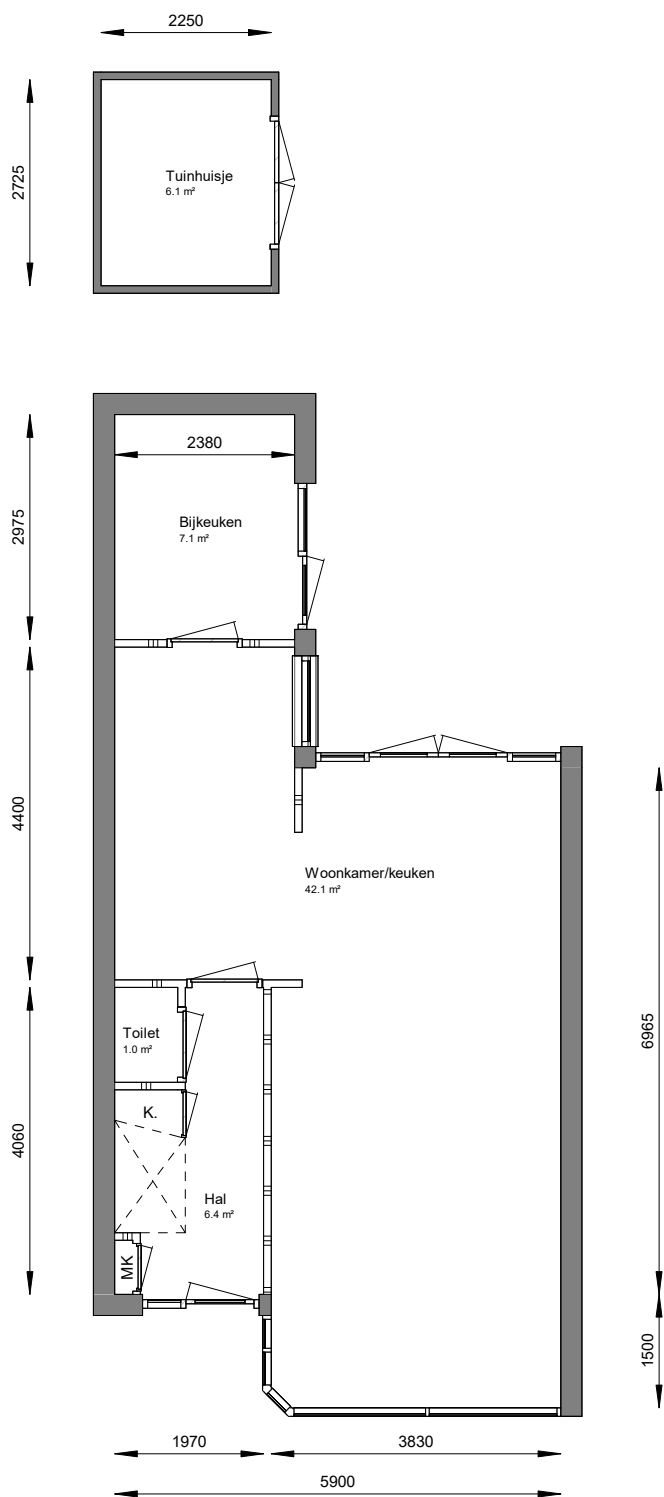 2250
2725
Tuinhuisje
6.1 m²
2380
2975
Bijkeuken
7.1 m²
4400
Woonkamer/keuken
42.1 m²
6965
Toilet
1.0 m²
K.
4060
Hal
6.4 m²
MK
1500
1970
3830
5900